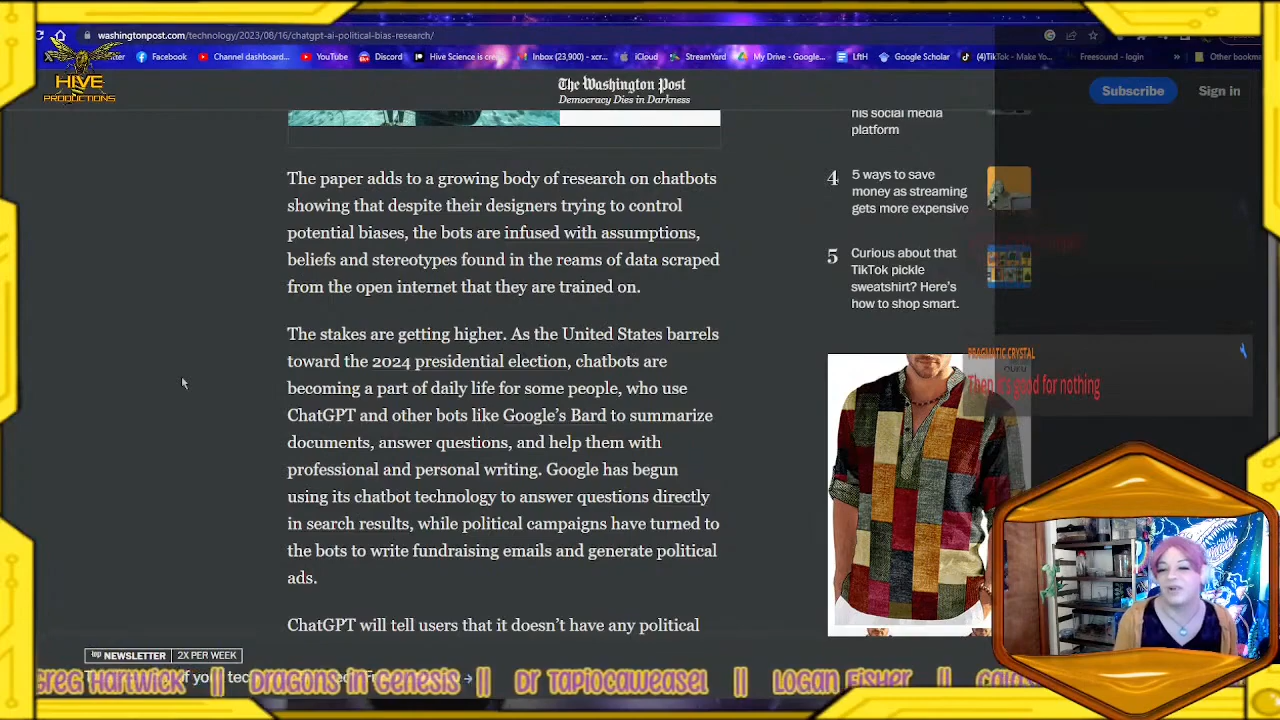 washingtonpost.com/technology/2023/08/16/chatgpt-ai-political-bias-research/
Facebook
Channel dashboard...
YouTube
Discord
Hive Science is cre...
Inbox (23,900) - xcr...
iCloud
StreamYard
My Drive - Google...
LftH
Google Scholar
(4)TikTok - Make Yo...
Freesound - login
»
Other bookma
HIVE
PRODUCTIONS
The Washington Post
Democracy Dies in Darkness
Subscribe
Sign in
his social media
platform
The paper adds to a growing body of research on chatbots
showing that despite their designers trying to control
potential biases, the bots are infused with assumptions,
beliefs and stereotypes found in the reams of data scraped
from the open internet that they are trained on.
4
5 ways to save
money as streaming
gets more expensive
5
Curious about that
TikTok pickle
sweatshirt? Here's
how to shop smart.
The stakes are getting higher. As the United States barrels
towrd the 2024 presidential election, chatbots are
becoming a part of daily life for some people, who use
ChatGPT and other bots like Google's Bard to summarize
documents, answer questions, and help them with
professional and personal writing. Google has begun
using its chatbot technology to answer questions directly
in search results, while political campaigns have turned to
the bots to write fundraising emails and generate political
ads.
PRAGMATIC CRYSTAL
Then it's good for nothing
ChatGPT will tell users that it doesn't have any political
NEWSLETTER
2X PER WEEK
Greg Hartwick || Dragons in Genesis || Dr Tapiocaweasel || Logan Fisher ||